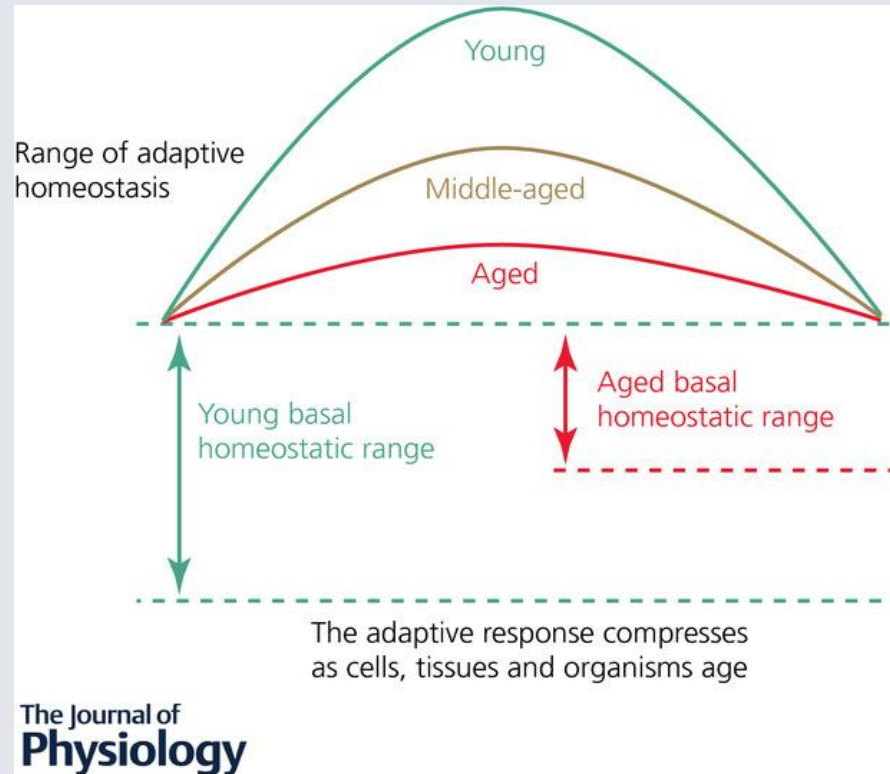 Young
Range of adaptive
homeostasis
Middle-aged
Aged
Young basal
homeostatic range
Aged basal
homeostatic range
The adaptive response compresses
as cells, tissues and organisms age
The Journal of
Physiology